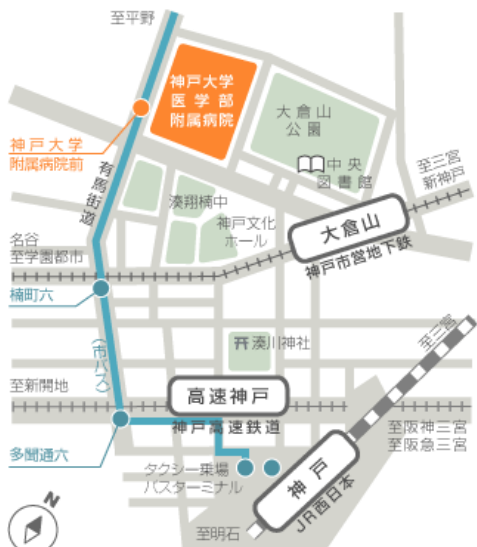 至平野
神戸大学
医学部
附属病院
大倉山
公園
神戸大学
附属病院前
中央
図書館
至三宮
新神戸
有馬街道
湊翔楠中
神戸文化
ホール
大倉山
神戸市営地下鉄
名谷
至学園都市
楠町六
(市バス)
湊川神社
至三宮
至新開地
高速神戸
神戸高速鉄道
至阪神三宮
至阪急三宮
多聞通六
タクシー乗場
バスターミナル
神戸
JR西日本
至明石
N